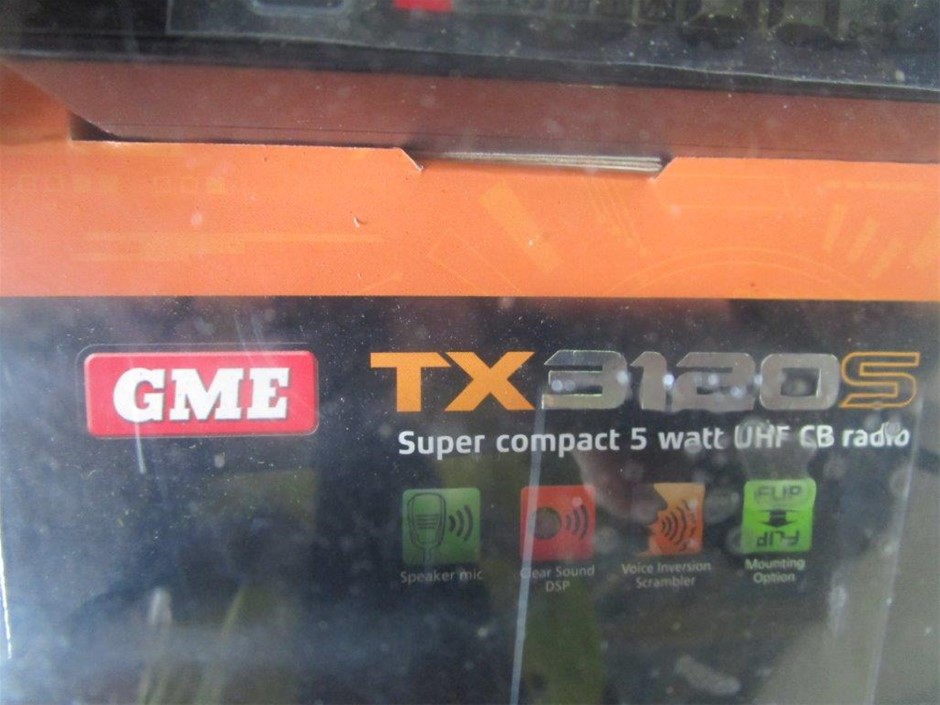 GME
TX3120S
Super compact 5 watt UHF CB radio
Speaker mic
Clear Sound
DSP
Voice Inversion
Scrambler
FLIP
FLIP
Mounting
Option